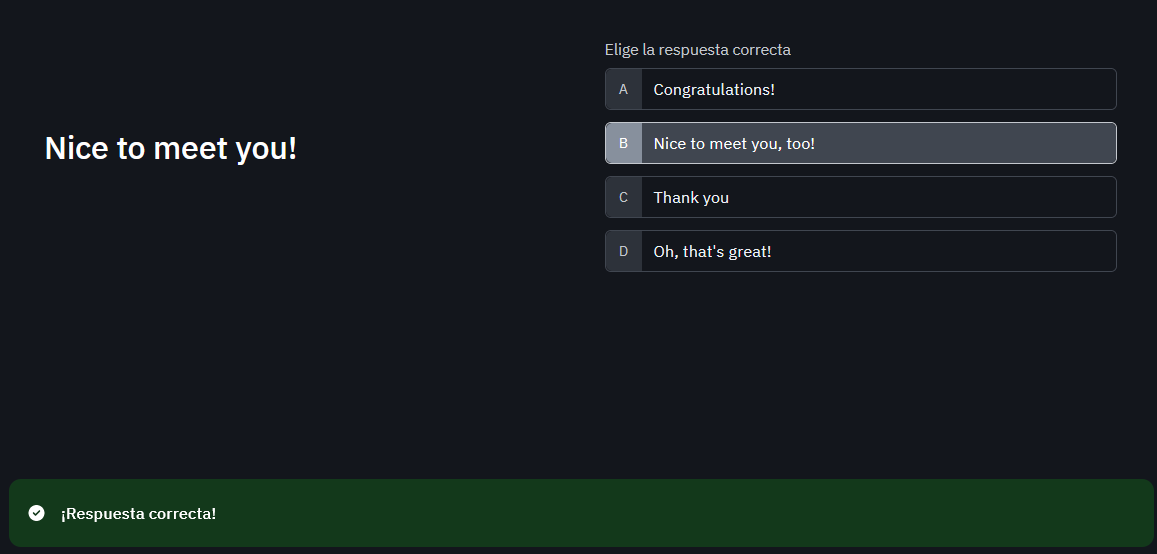 Nice to meet you!
Elige la respuesta correcta
A Congratulations!
B Nice to meet you, too!
C Thank you
D Oh, that's great!
¡Respuesta correcta!